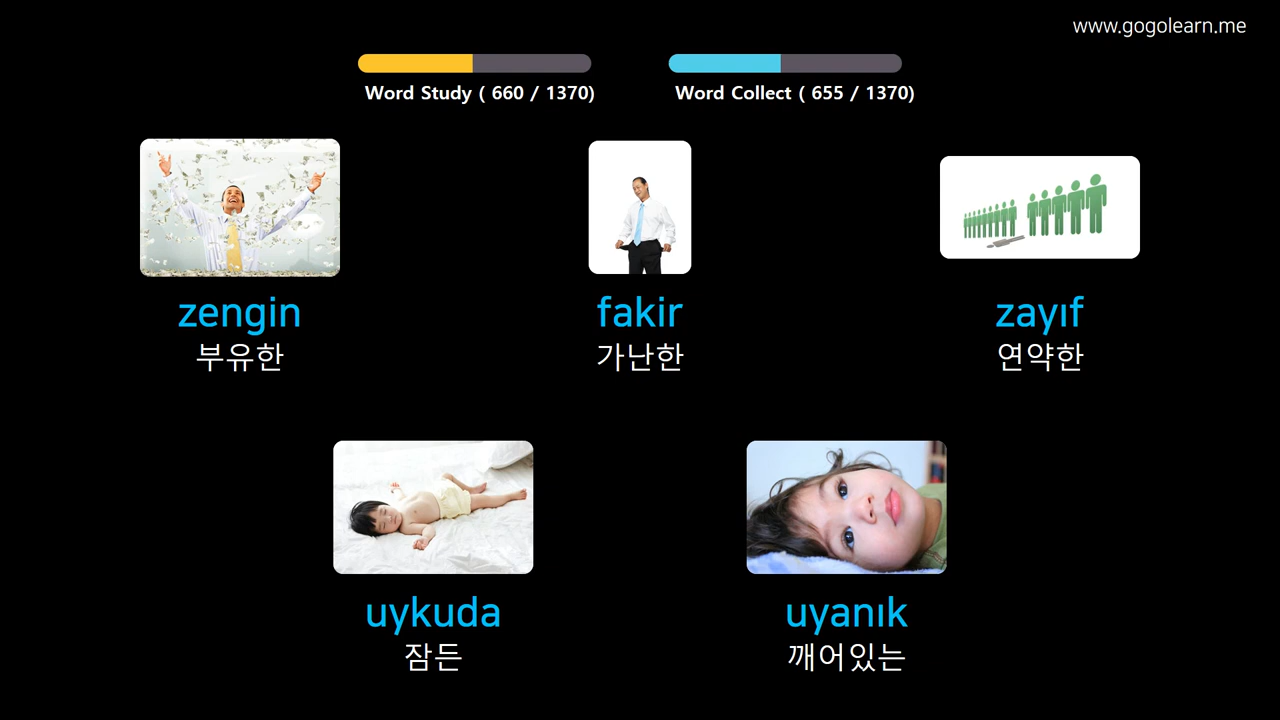 www.gogolearn.me
Word Study ( 660 / 1370)
Word Collect ( 655 / 1370)
zengin
부유한
fakir
가난한
zayıf
연약한
uykuda
잠든
uyanık
깨어있는